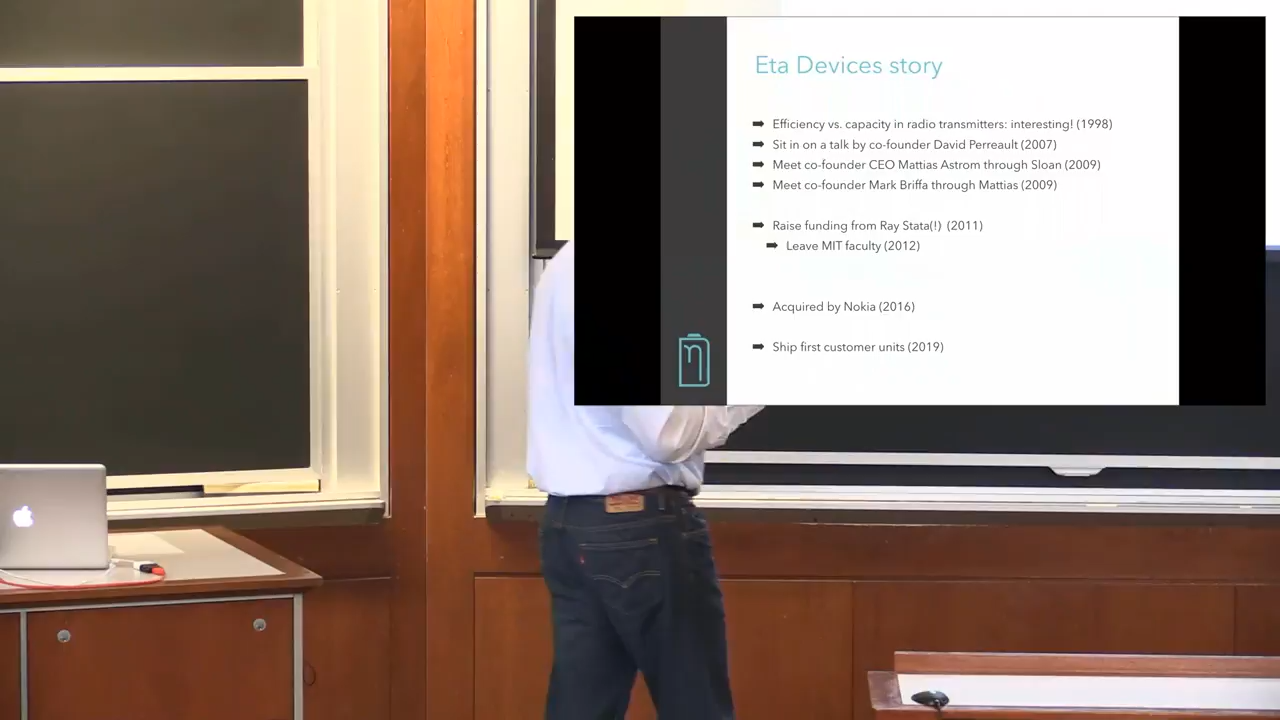 Eta Devices story
Efficiency vs. capacity in radio transmitters: interesting! (1998)
Sit in on a talk by co-founder David Perreault (2007)
Meet co-founder CEO Mattias Astrom through Sloan (2009)
Meet co-founder Mark Briffa through Mattias (2009)
Raise funding from Ray Stata(!) (2011)
Leave MIT faculty (2012)
Acquired by Nokia (2016)
Ship first customer units (2019)
η